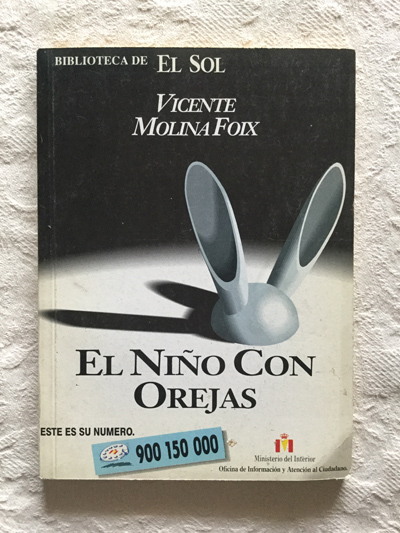 BIBLIOTECA DE EL SOL
VICENTE
MOLINA FOIX
EL NIÑO CON
OREJAS
ESTE ES SU NUMERO.
900 150 000
Ministerio del Interior
Oficina de Información y Atención al Ciudadano.